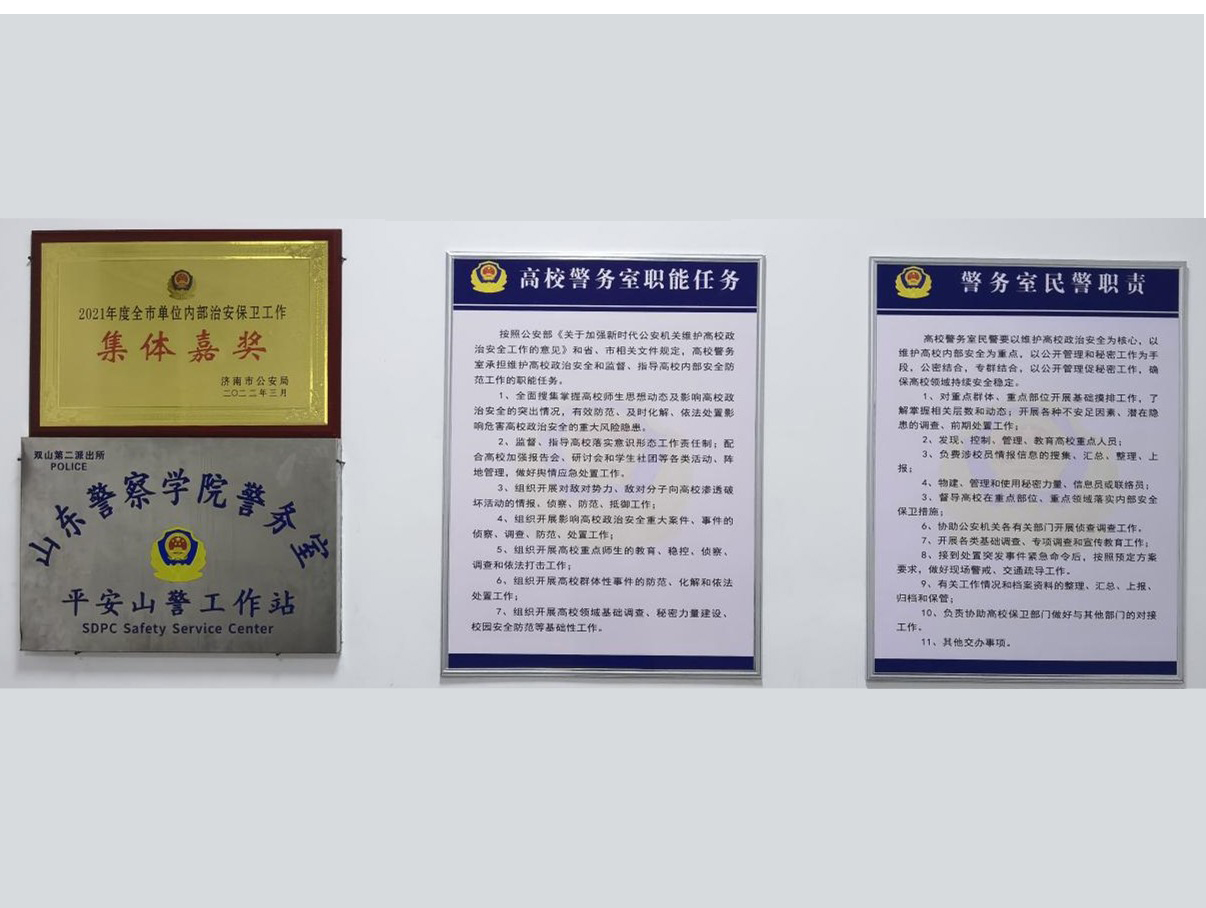 2021年度全市单位内部治安保卫工作
集体嘉奖
济南市公安局
二〇二二年三月
双山第二派出所
POLICE
山东警察学院警务室
平安山警工作站
SDPC Safety Service Center
高校警务室职能任务
按照公安部《关于加强新时代公安机关维护高校政
治安全工作的意见》和省、市相关文件规定，高校警务
室承担维护高校政治安全和监督、指导高校内部安全防
范工作的职能任务。
1、全面搜集掌握高校师生思想动态及影响高校政
治安全的突出情况，有效防范、及时化解、依法处置影
响危害高校政治安全的重大风险隐患。
2、监督、指导高校落实意识形态工作责任制；配
合高校加强报告会、研讨会和学生社团等各类活动、阵
地管理，做好舆情应急处置工作。
3、组织开展对敌对势力、敌对分子向高校渗透破
坏活动的情报、侦察、防范、抵御工作；
4、组织开展影响高校政治安全重大案件、事件的
侦察、调查、防范、处置工作；
5、组织开展高校重点师生的教育、稳控、侦察、
调查和依法打击工作；
6、组织开展高校群体性事件的防范、化解和依法
处置工作；
7、组织开展高校领域基础调查、秘密力量建设、
校园安全防范等基础性工作。
警务室民警职责
高校警务室民警要以维护高校政治安全为核心，以
维护高校内部安全为重点，以公开管理和秘密工作为手
段，公密结合，专群结合，以公开管理促秘密工作，确
保高校领域持续安全稳定。
1、对重点群体、重点部位开展基础摸排工作，了
解掌握相关层数和动态；开展各种不安定因素、潜在隐
患的调查、前期处置工作；
2、发现、控制、管理、教育高校重点人员；
3、负费涉校员情报信息的搜集、汇总、整理、上
报；
4、物建、管理和使用秘密力量、信息员或联络员；
3、督导高校在重点部位、重点领域落实内部安全
保卫措施；
6、协助公安机关各有关部门开展侦查调查工作。
7、开展各类基础调查、专项调查和宣传教育工作；
8、接到处置突发事件紧急命令后，按照预定方案
要求，做好现场警戒、交通疏导工作。
9、有关工作情况和档案资料的整理、汇总、上报、
归档和保管；
10、负责协助高校保卫部门做好与其他部门的对接
工作。
11、其他交办事项。